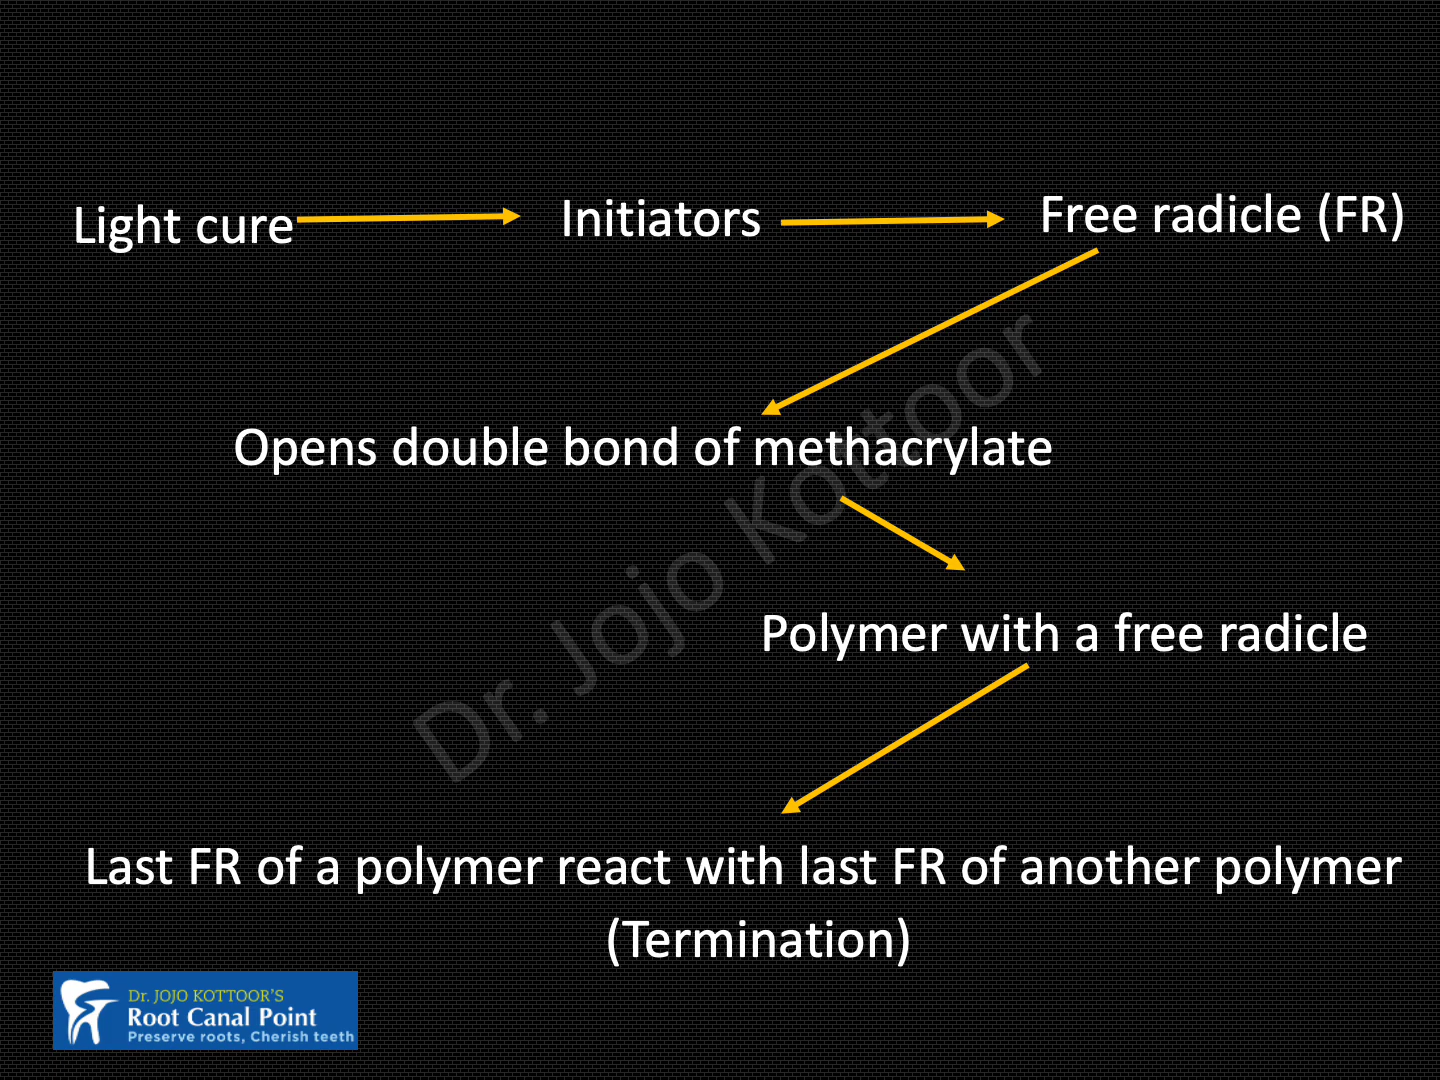 Light cure
Initiators
Free radicle (FR)
Opens double bond of methacrylate
Polymer with a free radicle
Last FR of a polymer react with last FR of another polymer
(Termination)
Dr. Jojo Kottoor
Dr. JOJO KOTTOOR'S
Root Canal Point
Preserve roots, Cherish teeth